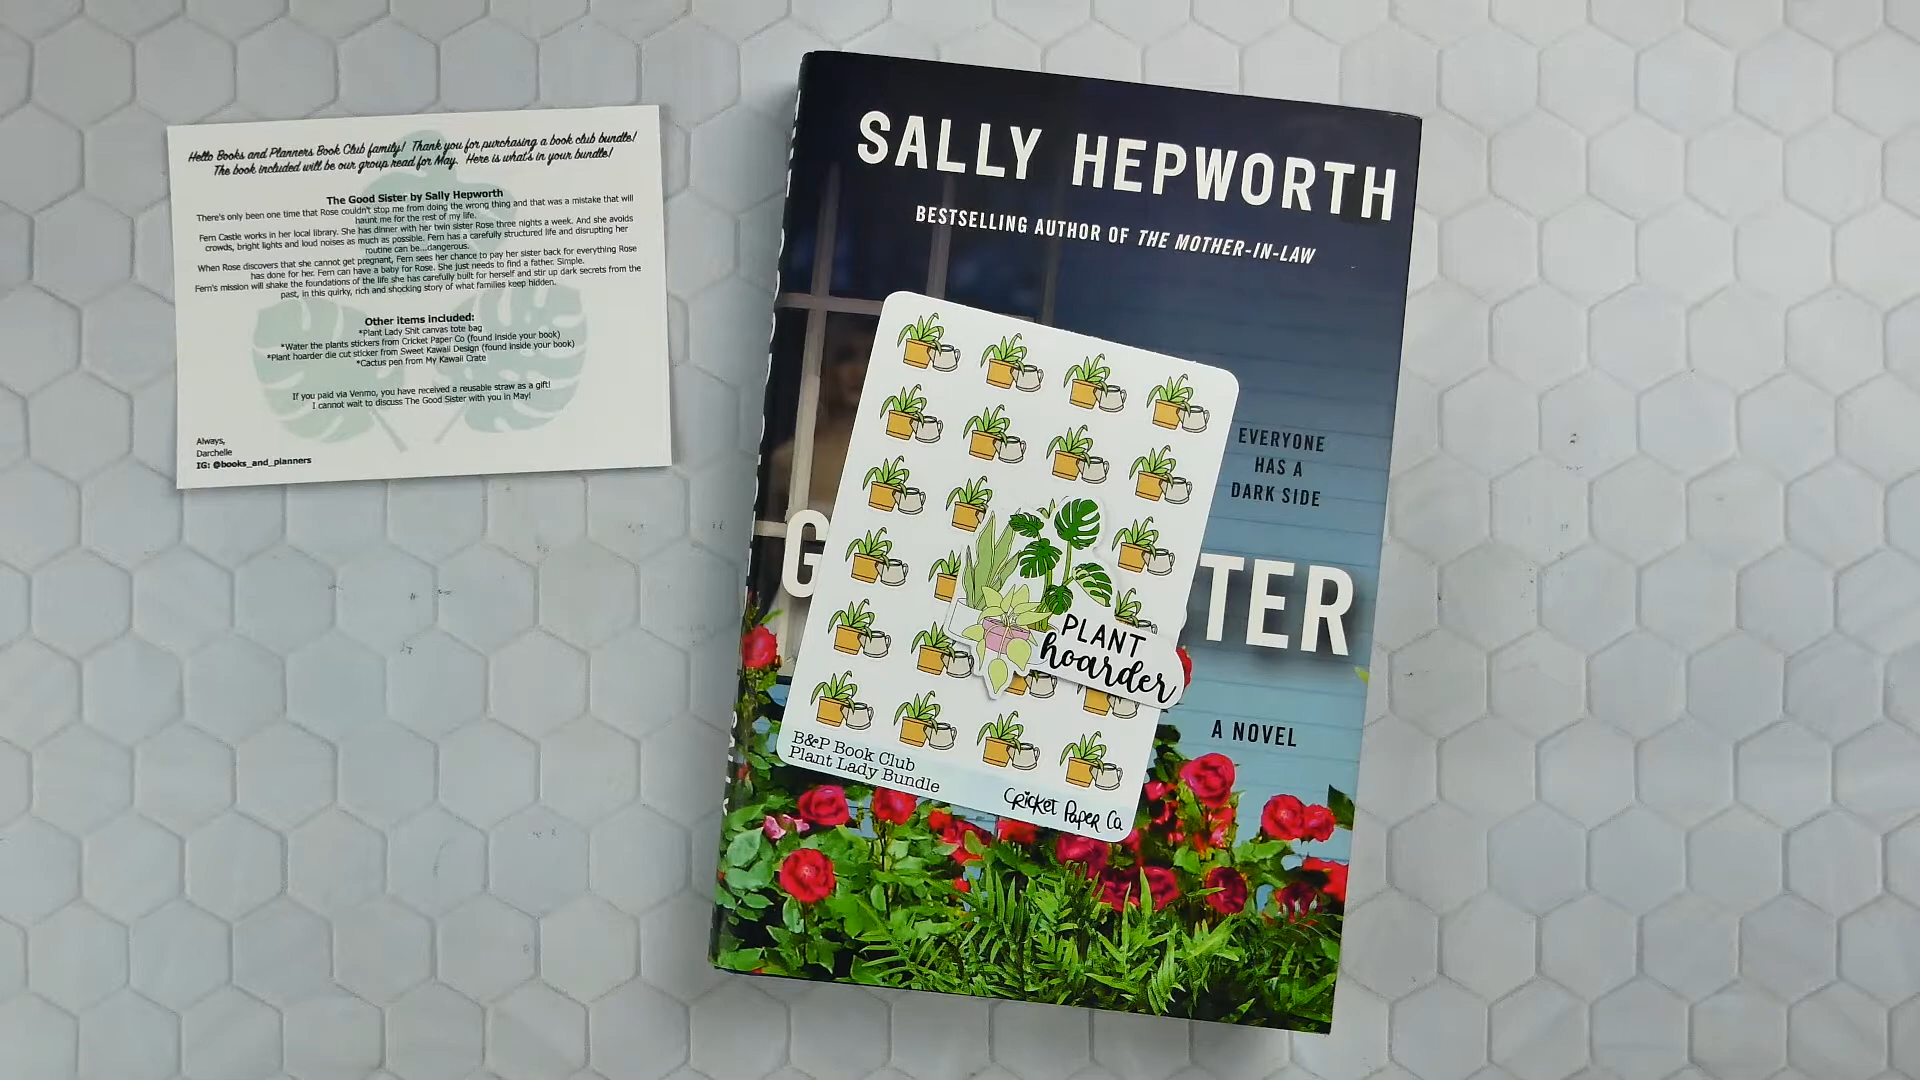 Hello Books and Planners Book Club family! Thank you for purchasing a book club bundle!
The book included will be our group read for May. Here is what's in your bundle!
The Good Sister by Sally Hepworth
There's only been one time that Rose couldn't stop me from doing the wrong thing and that was a mistake that will
haunt me for the rest of my life.
Fern Castle works in her local library. She has dinner with her twin sister Rose three nights a week. And she avoids
crowds, bright lights and loud noises as much as possible. Fern has a carefully structured life and disrupting her
routine can be...dangerous.
When Rose discovers that she cannot get pregnant, Fern sees her chance to pay her sister back for everything Rose
has done for her. Fern can have a baby for Rose. She just needs to find a father. Simple.
Fern's mission will shake the foundations of the life she has carefully built for herself and stir up dark secrets from the
past, in this quirky, rich and shocking story of what families keep hidden.
Other items included:
*Plant Lady Shit canvas tote bag
*Water the plants stickers from Cricket Paper Co (found inside your book)
*Plant hoarder die cut sticker from Sweet Kawaii Design (found inside your book)
*Cactus pen from My Kawaii Crate
If you paid via Venmo, you have received a reusable straw as a gift!
I cannot wait to discuss The Good Sister with you in May!
Always,
Darchelle
IG: @books_and_planners
SALLY HEPWORTH
BESTSELLING AUTHOR OF THE MOTHER-IN-LAW
EVERYONE
HAS A
DARK SIDE
G TER
A NOVEL
PLANT
hoarder
B&P Book Club
Plant Lady Bundle
Cricket Paper Co.